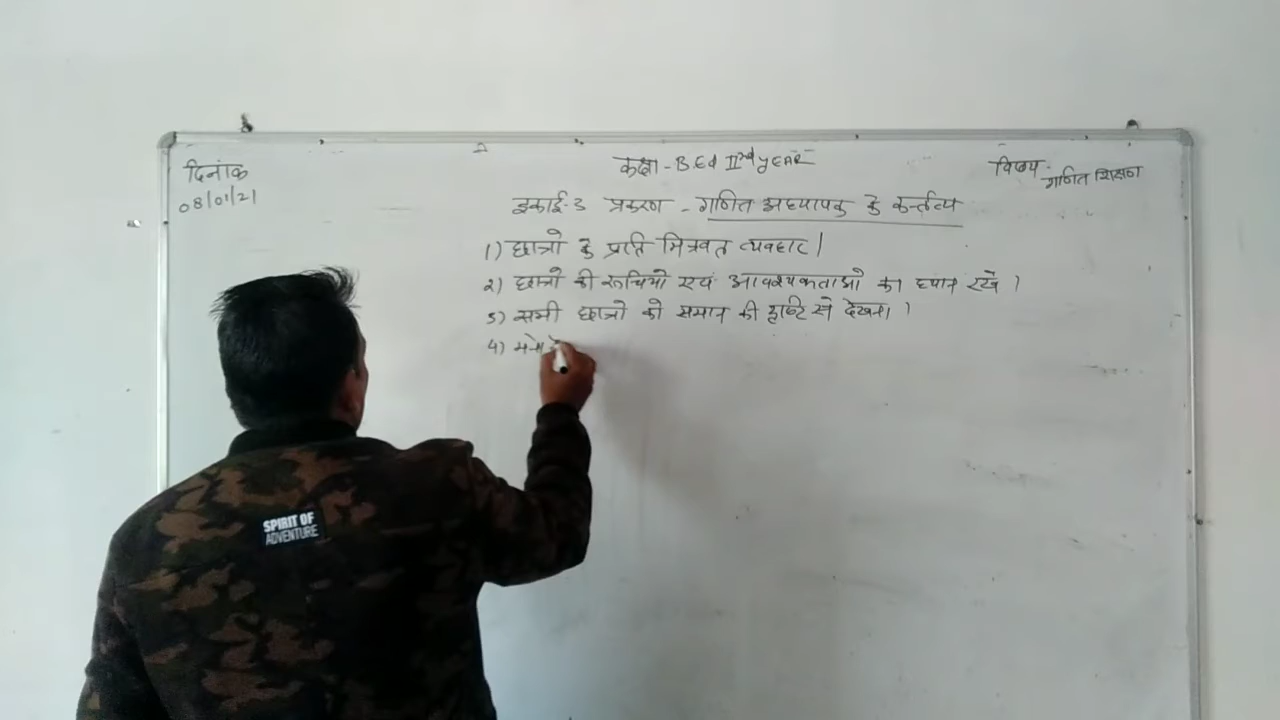 दिनांक
08/01/21
कक्षा - B.Ed IInd YEAR
विषय - गणित शिक्षण
इकाई-3 प्रकरण - गणित अध्यापक के कर्त्तव्य
1) छात्रो के प्रति मित्रवत व्यवहार।
2) छात्रो की रूचियो एवं आवश्यकताओ का ध्यान रखे।
3) सभी छात्रो को समान की दृष्टि से देखना।
4) मनो
SPIRIT OF
ADVENTURE